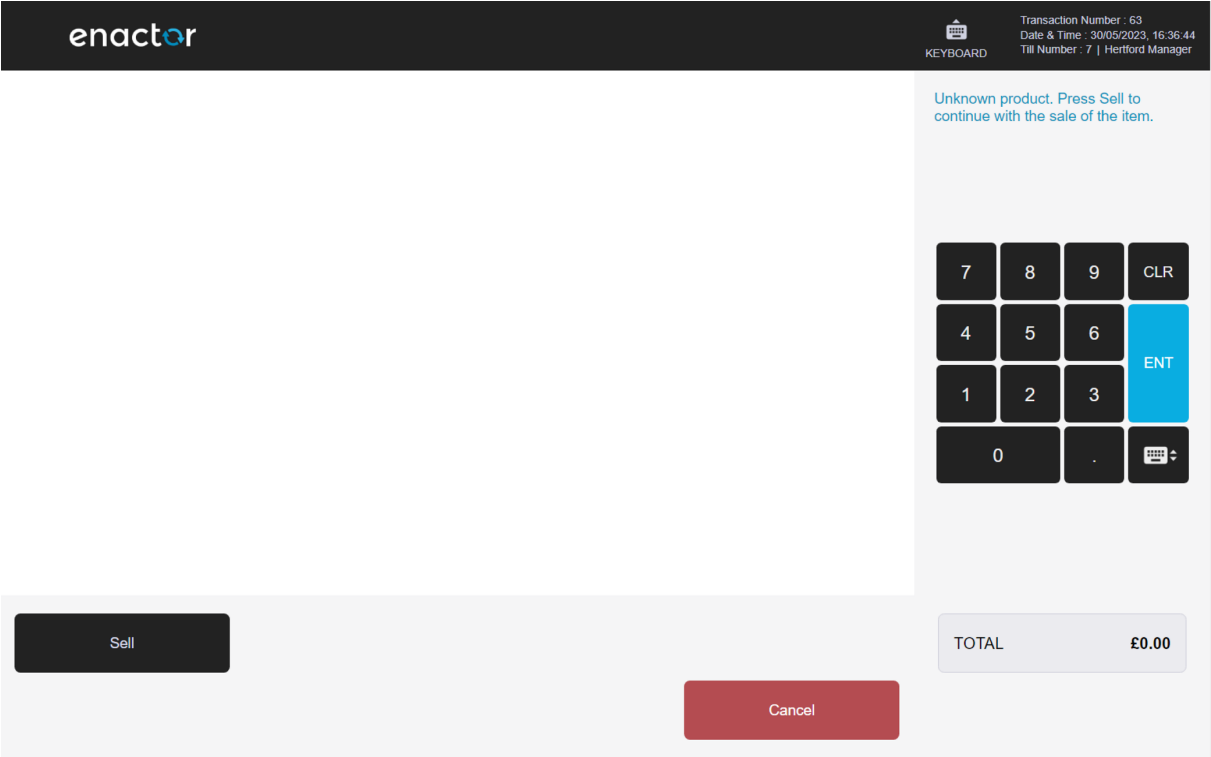 enactor
KEYBOARD
Transaction Number : 63
Date & Time : 30/05/2023, 16:36:44
Till Number : 7 | Hertford Manager
Unknown product. Press Sell to
continue with the sale of the item.
7 8 9 CLR
4 5 6
ENT
1 2 3
0 .
Sell
TOTAL £0.00
Cancel